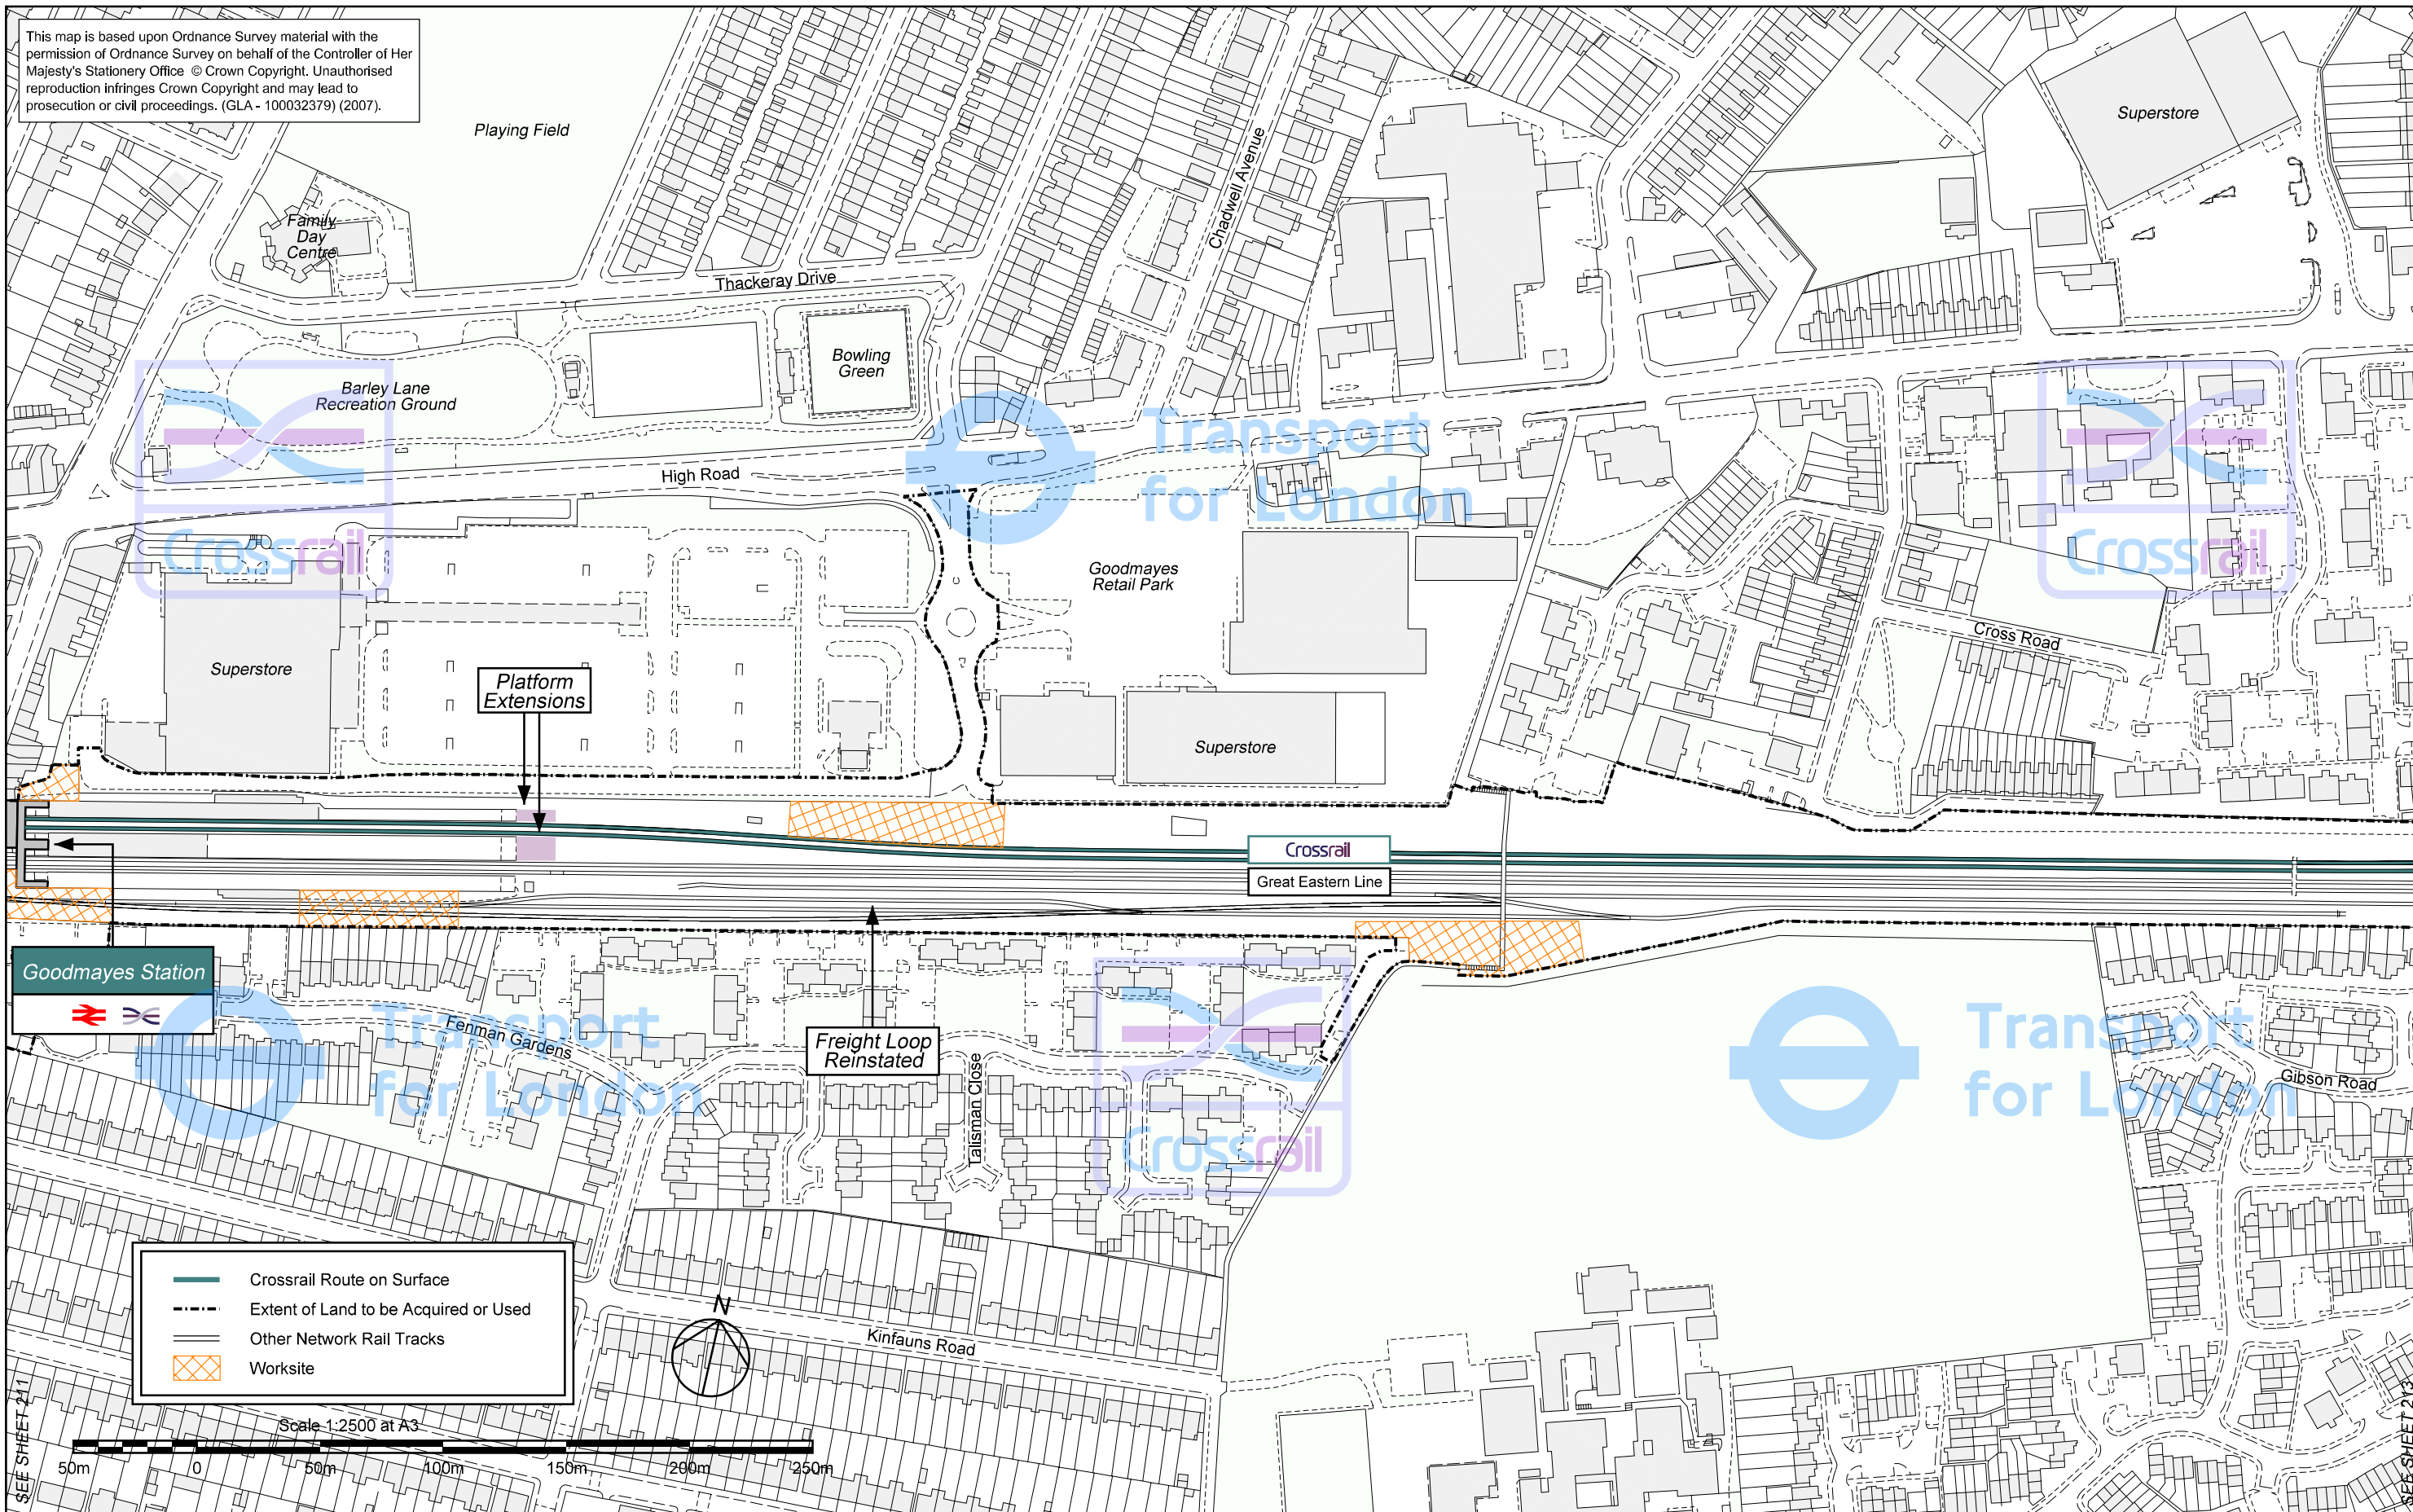 This map is based upon Ordnance Survey material with the
permission of Ordnance Survey on behalf of the Controller of Her
Majesty's Stationery Office © Crown Copyright. Unauthorised
reproduction infringes Crown Copyright and may lead to
prosecution or civil proceedings. (GLA - 100032379) (2007).
Playing Field
Superstore
Family
Day
Centre
Chadwell Avenue
Thackeray Drive
Bowling
Green
Barley Lane
Recreation Ground
Transport
for London
High Road
Crossrail
Crossrail
Goodmayes
Retail Park
Cross Road
Superstore
Platform
Extensions
Superstore
Crossrail
Great Eastern Line
Goodmayes Station
Fenman Gardens
Transport
for London
Freight Loop
Reinstated
Talisman Close
Crossrail
Transport
for London
Gibson Road
Crossrail Route on Surface
Extent of Land to be Acquired or Used
Other Network Rail Tracks
Worksite
N
Kinfauns Road
Scale 1:2500 at A3
50m 0 50m 100m 150m 200m 250m
SEE SHEET 211
SEE SHEET 213